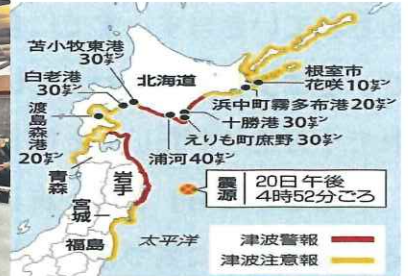 苫小牧東港
30㌢
白老港
30㌢
渡島森港
20㌢
北海道
根室市
花咲10㌢
浜中町霧多布港20㌢
十勝港30㌢
えりも町庶野30㌢
浦河40㌢
青森
岩手
宮城
福島
太平洋
震源
20日午後
4時52分ごろ
津波警報
津波注意報